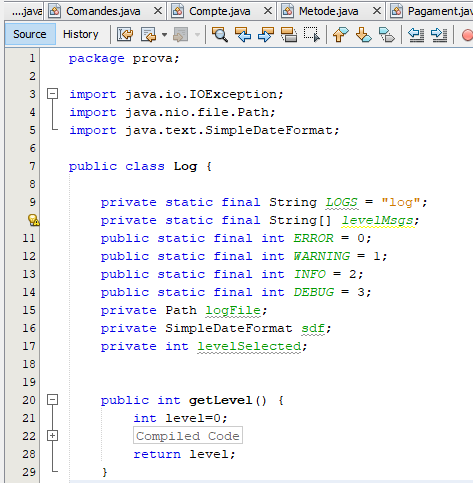 ....java Comandes.java Compte.java Metode.java Pagament.jav
Source History
1 package prova;
2
3 import java.io.IOException;
4 import java.nio.file.Path;
5 import java.text.SimpleDateFormat;
6
7 public class Log {
8
9 private static final String LOGS = "log";
private static final String[] levelMsgs;
11 public static final int ERROR = 0;
12 public static final int WARNING = 1;
13 public static final int INFO = 2;
14 public static final int DEBUG = 3;
15 private Path logFile;
16 private SimpleDateFormat sdf;
17 private int levelSelected;
18
19
20 public int getLevel() {
21 int level=0;
22 Compiled Code
28 return level;
29 }